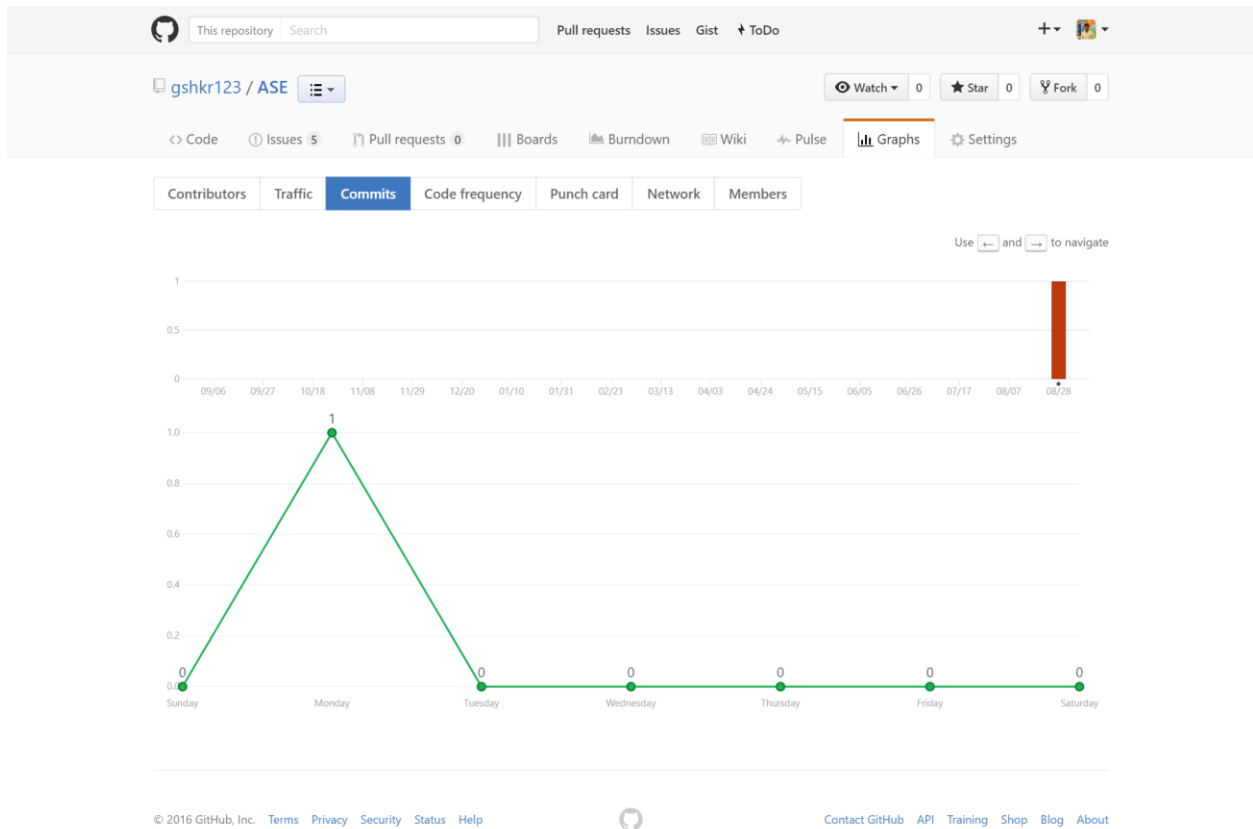 This repository Search Pull requests Issues Gist ToDo
gshkr123 / ASE Watch 0 Star 0 Fork 0
Code Issues 5 Pull requests 0 Boards Burndown Wiki Pulse Graphs Settings
Contributors Traffic Commits Code frequency Punch card Network Members
Use ← and → to navigate
1
0.5
0
09/06 09/27 10/18 11/08 11/29 12/20 01/10 01/31 02/21 03/13 04/03 04/24 05/15 06/05 06/26 07/17 08/07 08/28
1
1.0
0.8
0.6
0.4
0.2
0 0 0 0 0 0
0.0
Sunday Monday Tuesday Wednesday Thursday Friday Saturday
© 2016 GitHub, Inc. Terms Privacy Security Status Help Contact GitHub API Training Shop Blog About